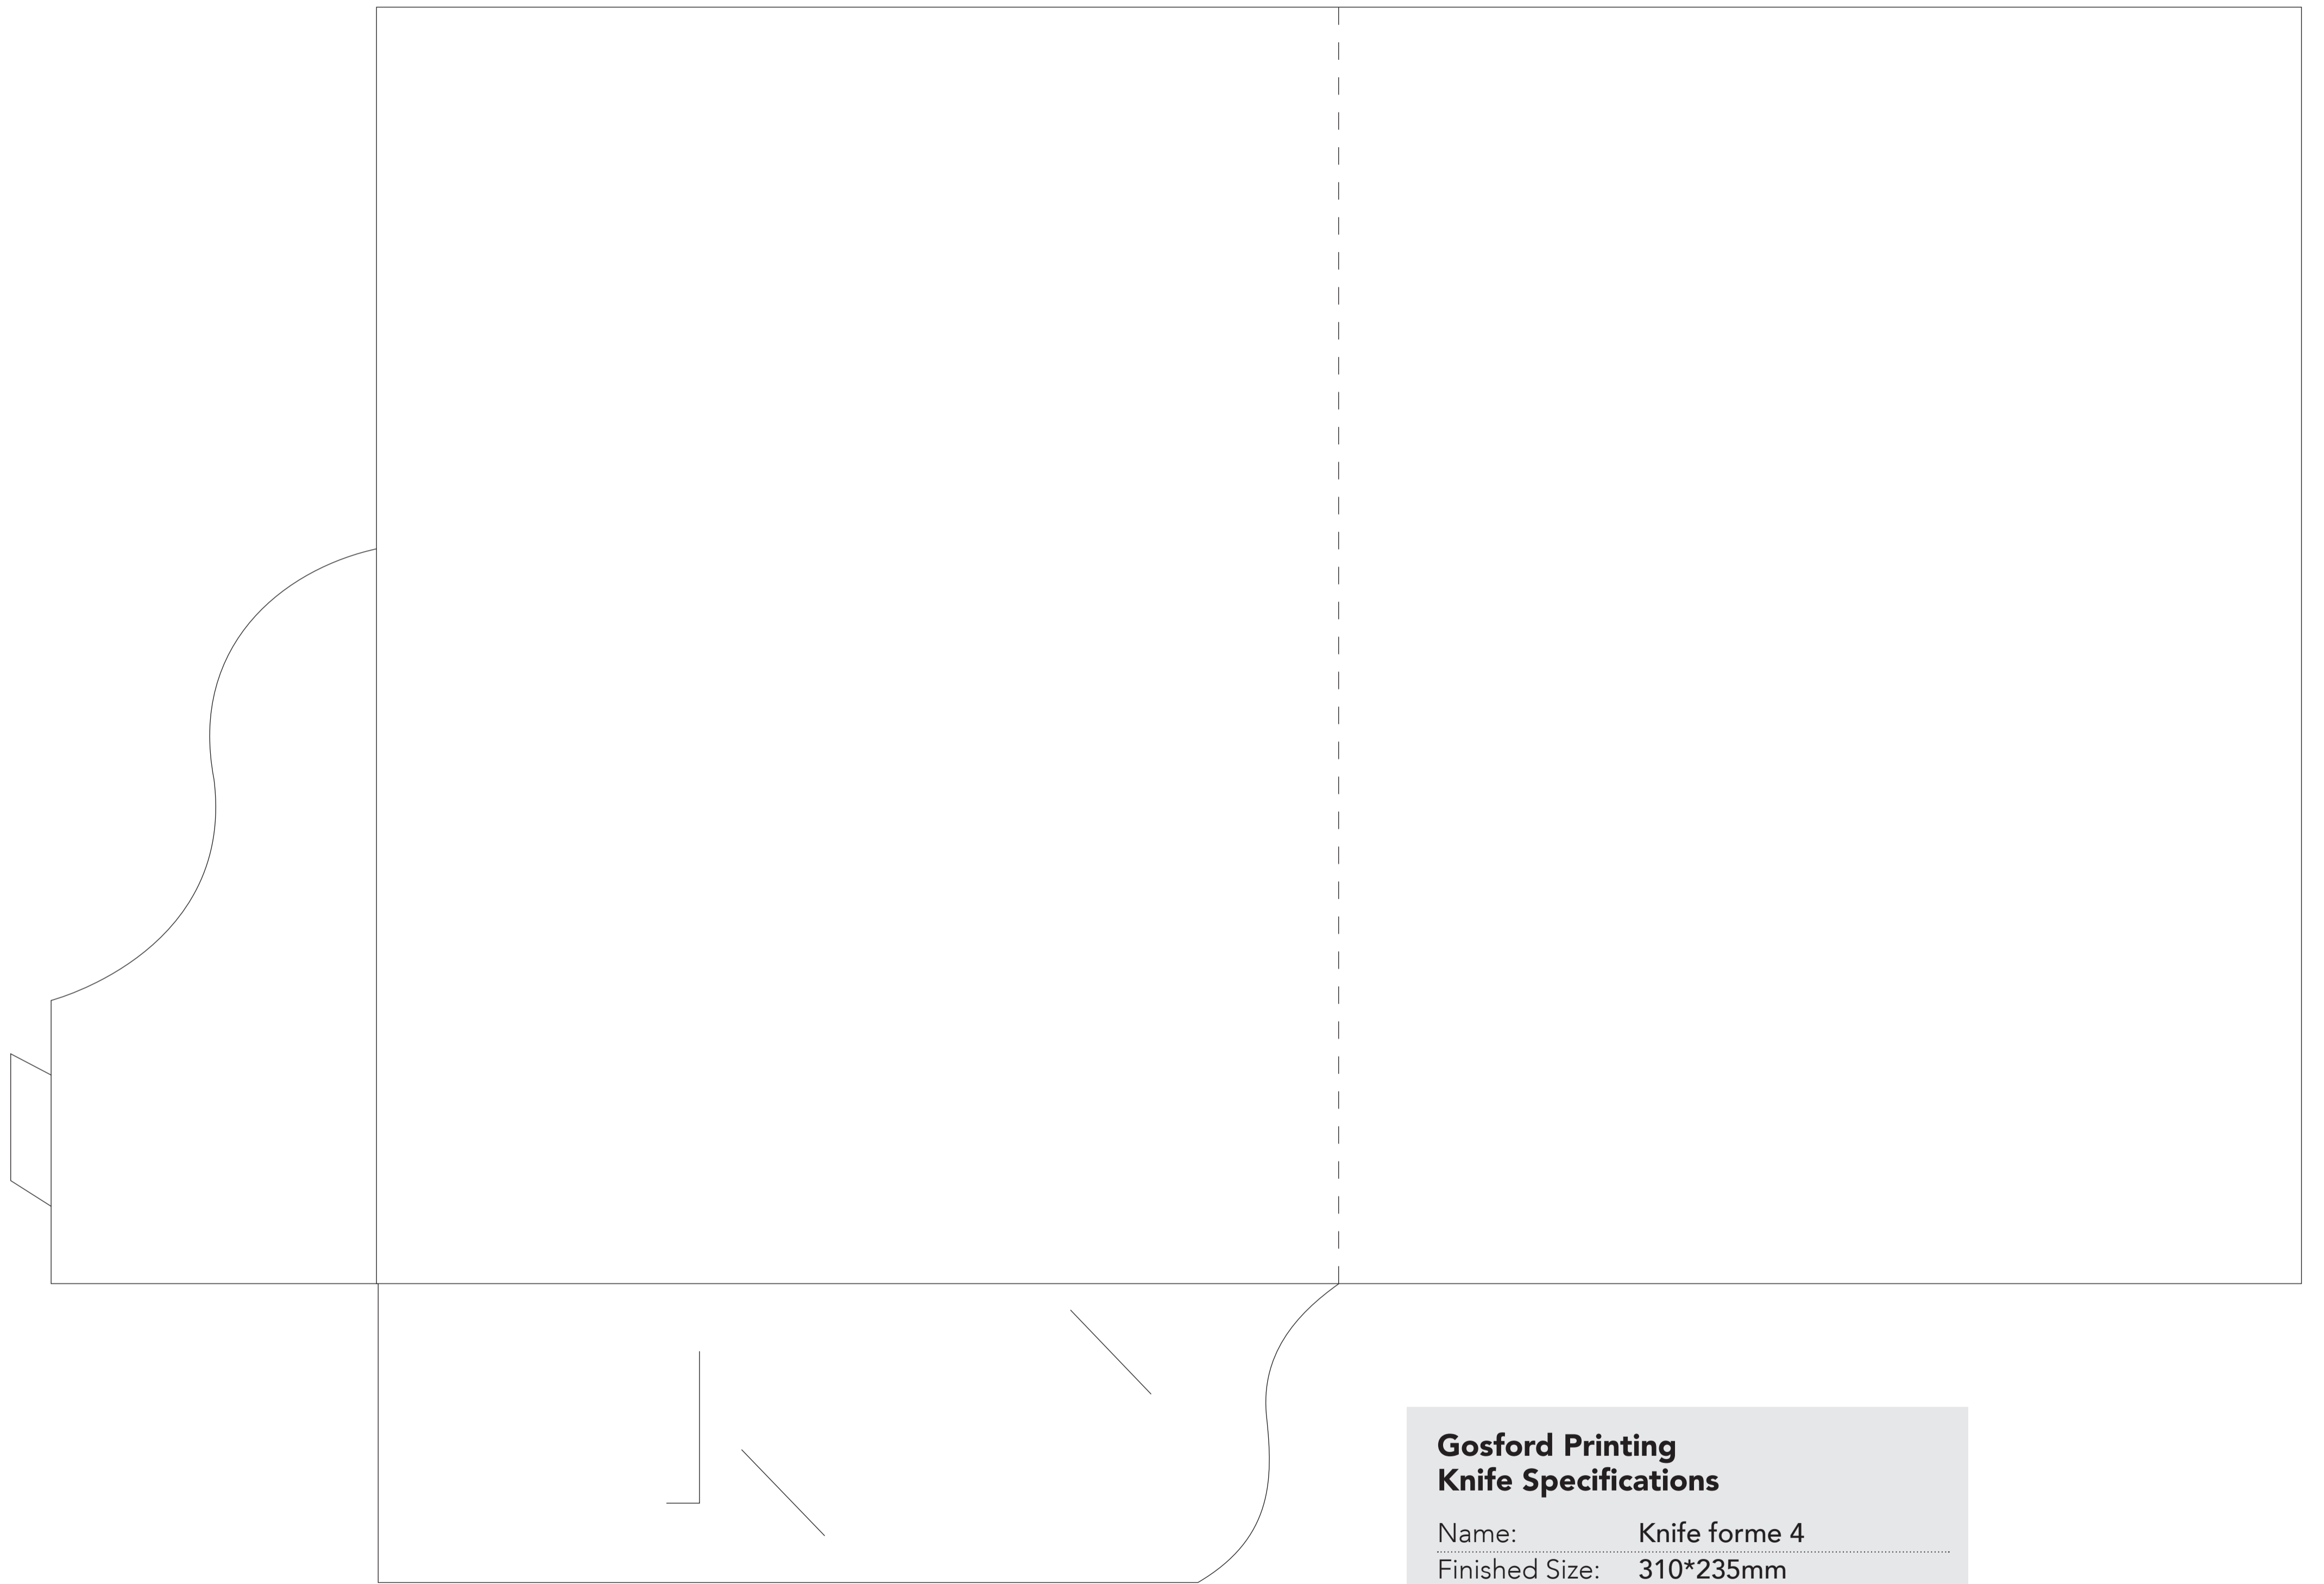 Gosford Printing
Knife Specifications
Name: Knife forme 4
Finished Size: 310*235mm